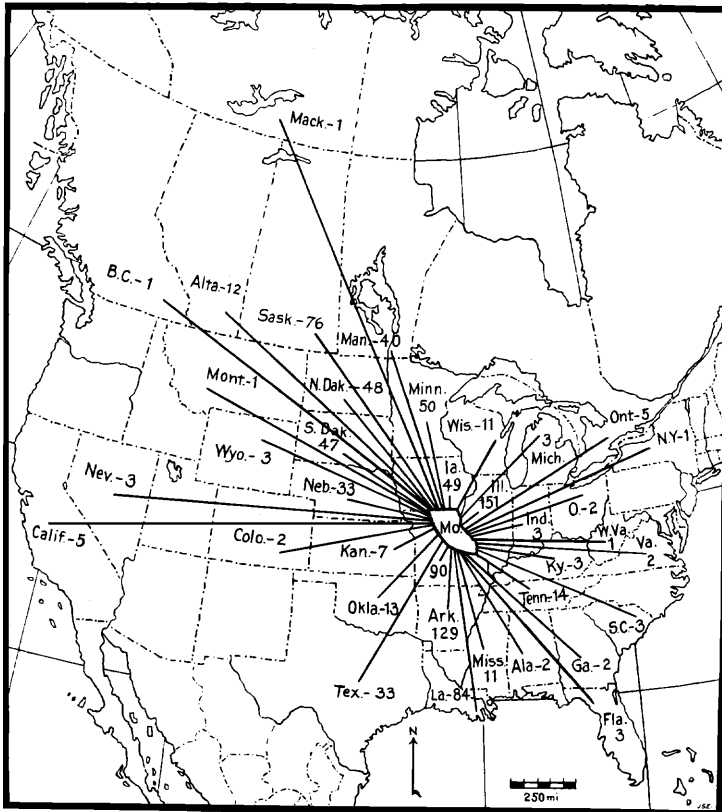 Mack.-1
B.C.-1
Alta.-12
Sask.-76
Man.-40
Mont.-1
N.Dak.-48
Minn.
50
Wis.-11
3
Mich.
Ont-5
N.Y-1
Wyo.-3
S.Dak.
47
Ia.
49
Ill
151
Nev.-3
Neb.-33
O.-2
Ind.
3
Mo.
W.Va.
1
Va.
2
Calif-5
Colo.-2
Kan.-7
Ky.-3
90
Tenn.-14
Okla-13
Ark.
129
S.C.-3
Miss.
11
Ala-2
Ga.-2
Tex.-33
La-84
Fla.
3
N
250 mi
JSE